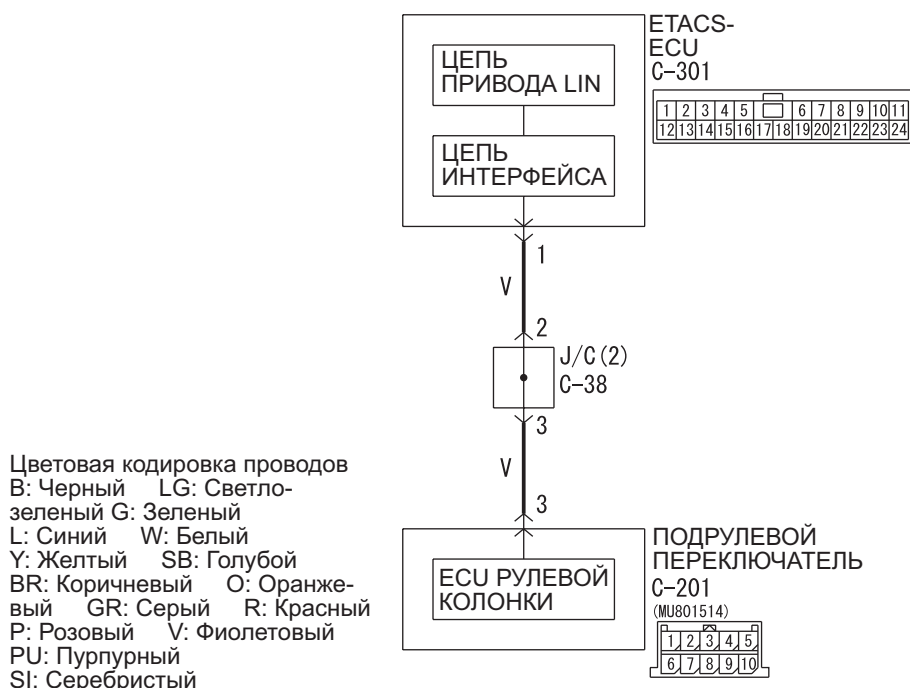 ETACS-
ECU
C-301
ЦЕПЬ
ПРИВОДА LIN
1 2 3 4 5 6 7 8 9 10 11
12 13 14 15 16 17 18 19 20 21 22 23 24
ЦЕПЬ
ИНТЕРФЕЙСА
1
V
2
J/C(2)
C-38
3
V
3
Цветовая кодировка проводов
B: Черный LG: Светло-
зеленый G: Зеленый
L: Синий W: Белый
Y: Желтый SB: Голубой
BR: Коричневый O: Оранже-
вый GR: Серый R: Красный
P: Розовый V: Фиолетовый
PU: Пурпурный
SI: Серебристый
ECU РУЛЕВОЙ
КОЛОНКИ
ПОДРУЛЕВОЙ
ПЕРЕКЛЮЧАТЕЛЬ
C-201
(MU801514)
1 2 3 4 5
6 7 8 9 10